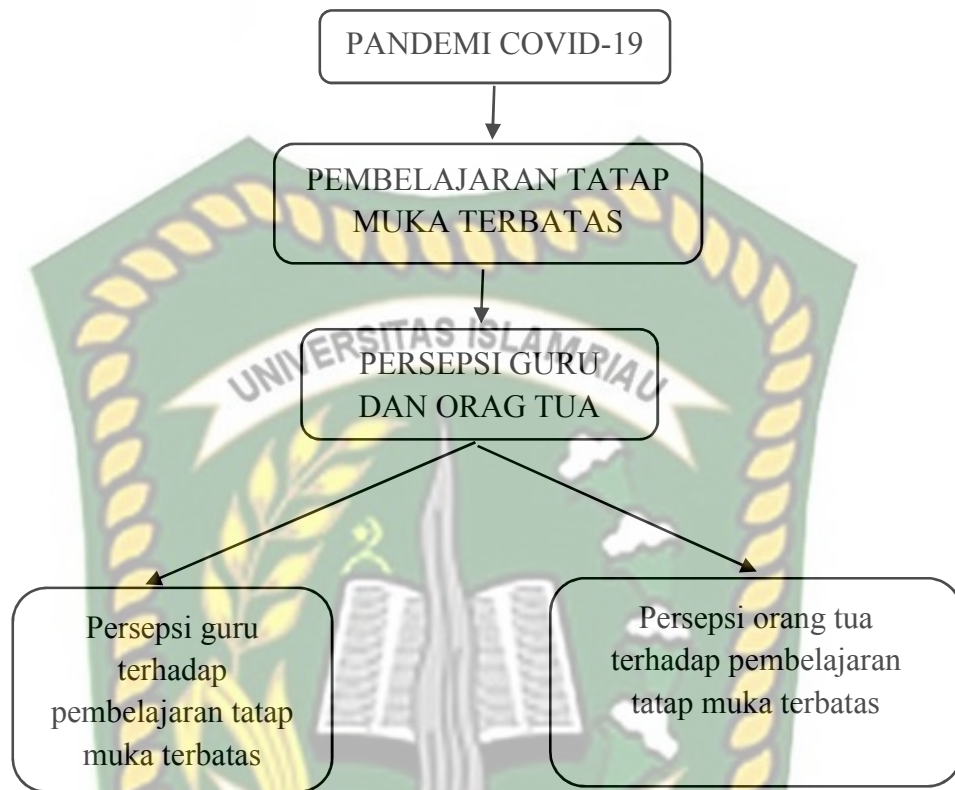 PANDEMI COVID-19
PEMBELAJARAN TATAP
MUKA TERBATAS
UNIVERSITAS ISLAM RIAU
PERSEPSI GURU
DAN ORAG TUA
Persepsi guru
terhadap
pembelajaran tatap
muka terbatas
Persepsi orang tua
terhadap pembelajaran
tatap muka terbatas